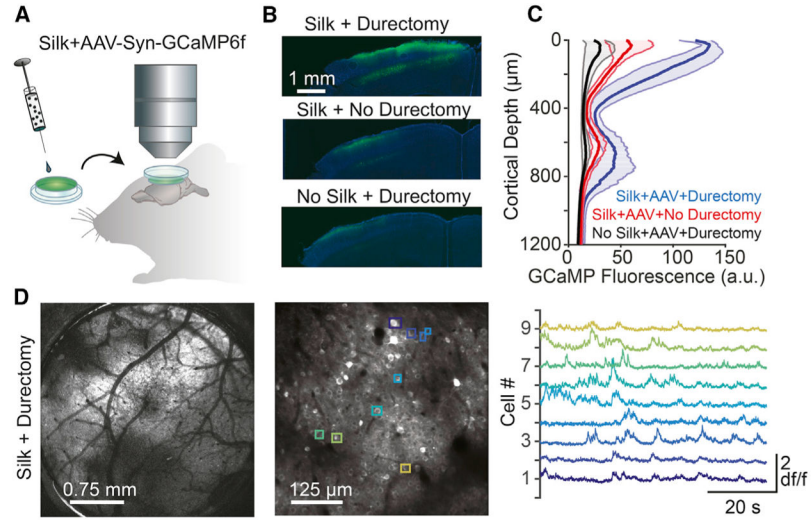 A
Silk+AAV-Syn-GCaMP6f
B
Silk + Durectomy
1 mm
Silk + No Durectomy
No Silk + Durectomy
C
0
400
800
1200
Cortical Depth (µm)
0
50
100
150
GCaMP Fluorescence (a.u.)
Silk+AAV+Durectomy
Silk+AAV+No Durectomy
No Silk+AAV+Durectomy
D
Silk + Durectomy
0.75 mm
125 µm
Cell #
9
7
5
3
1
2
df/f
20 s